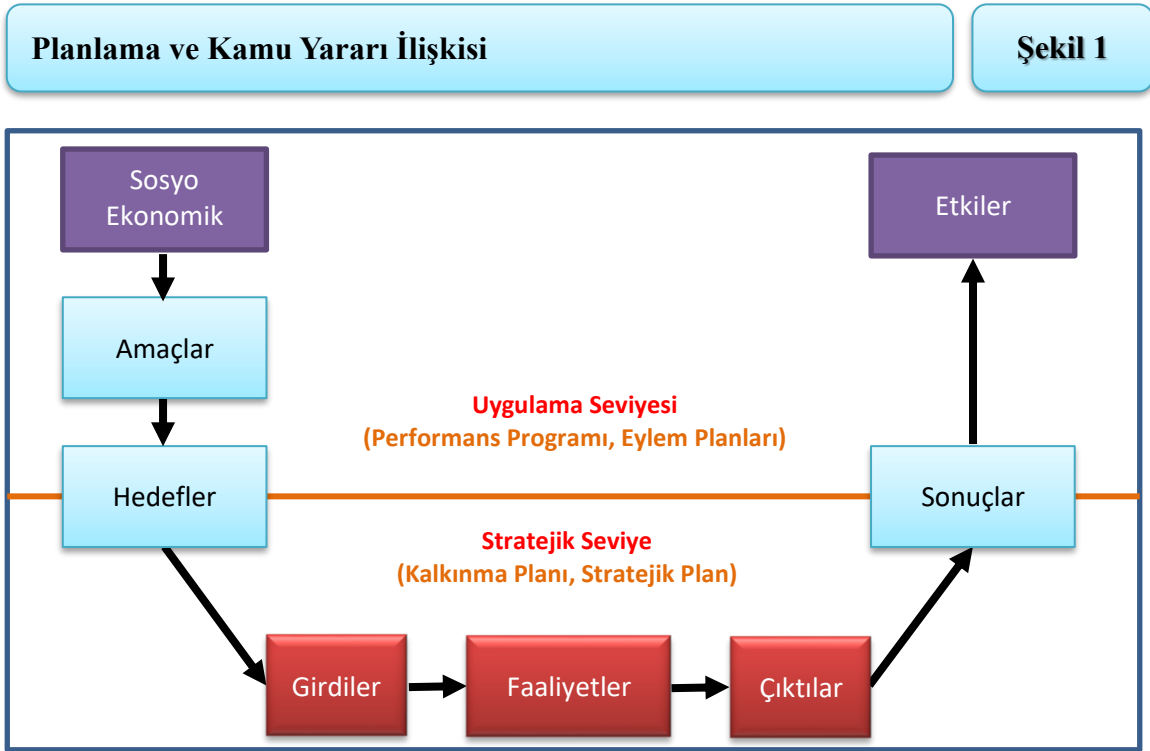 Planlama ve Kamu Yararı İlişkisi
Şekil 1
Sosyo
Ekonomik
Etkiler
Amaçlar
Uygulama Seviyesi
(Performans Programı, Eylem Planları)
Hedefler
Sonuçlar
Stratejik Seviye
(Kalkınma Planı, Stratejik Plan)
Girdiler
Faaliyetler
Çıktılar